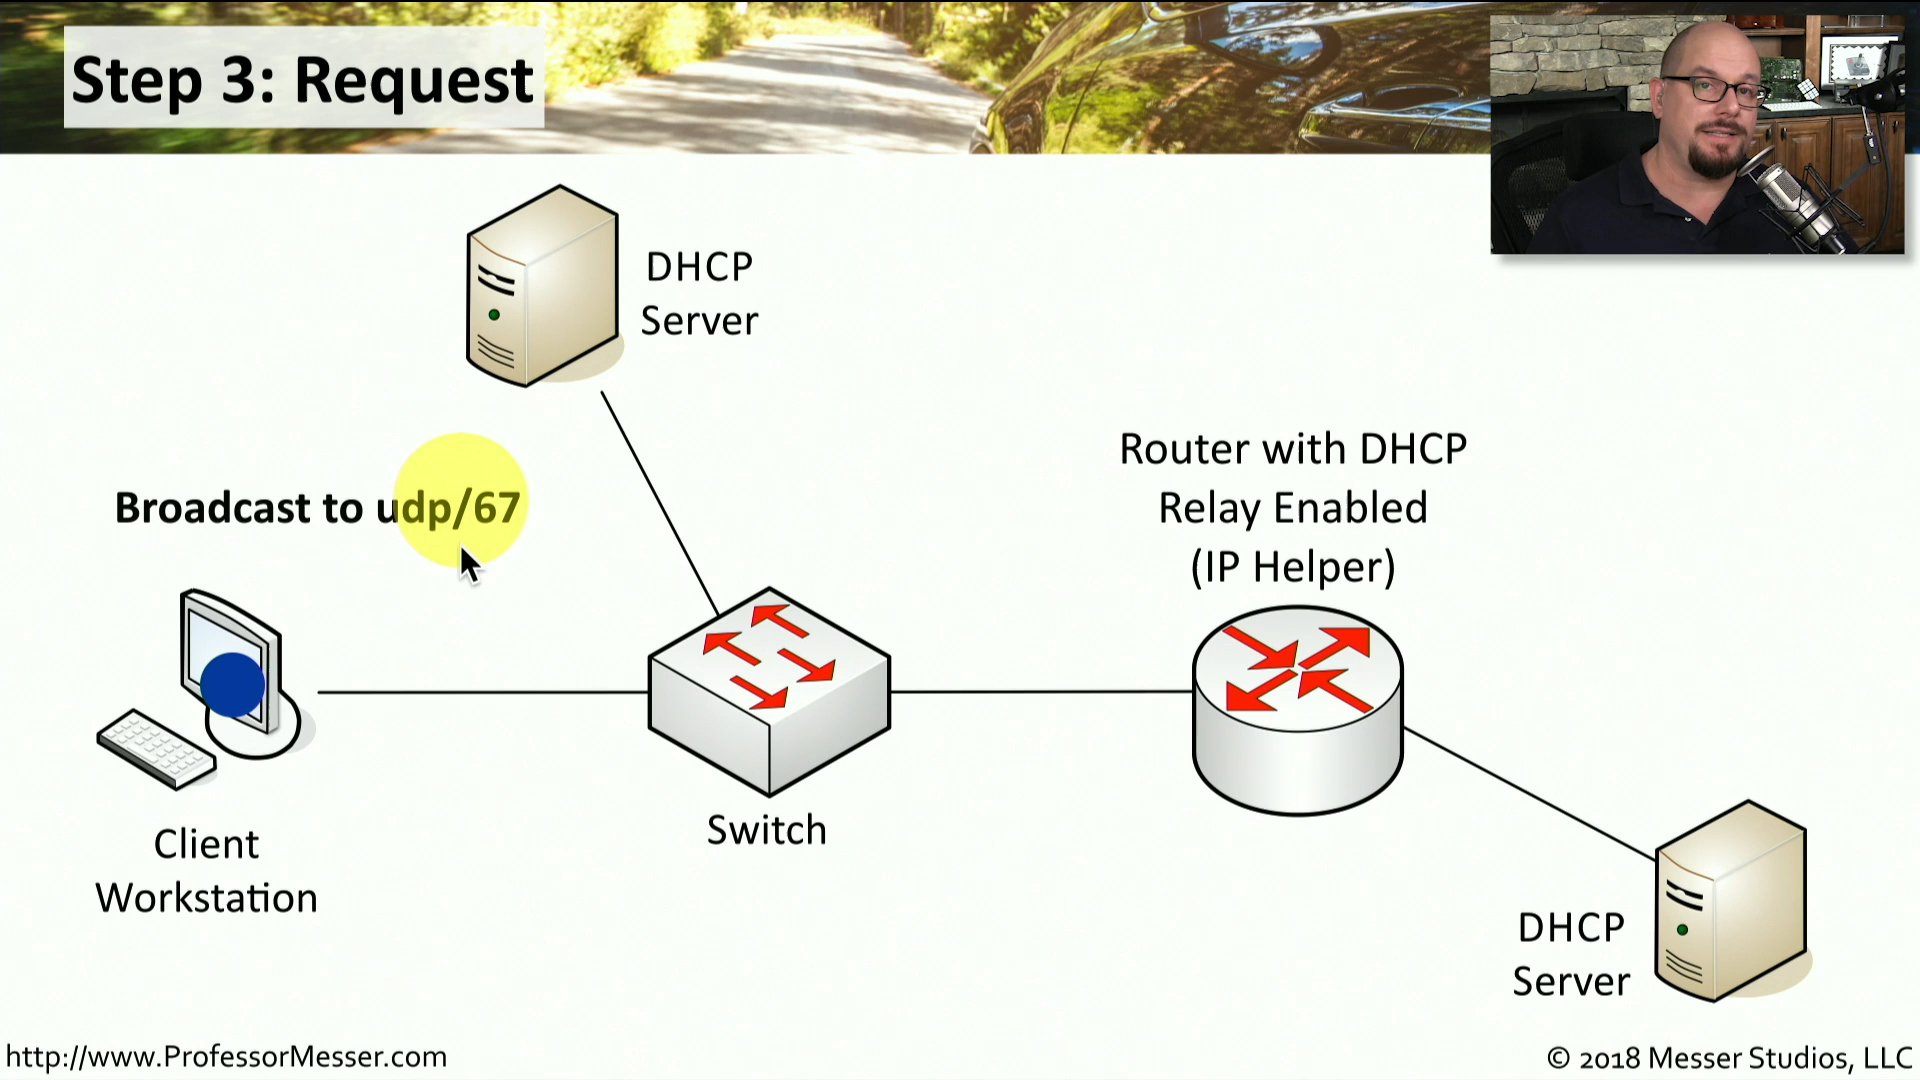 Step 3: Request
DHCP
Server
Broadcast to udp/67
Router with DHCP
Relay Enabled
(IP Helper)
Switch
Client
Workstation
DHCP
Server
http://www.ProfessorMesser.com
© 2018 Messer Studios, LLC